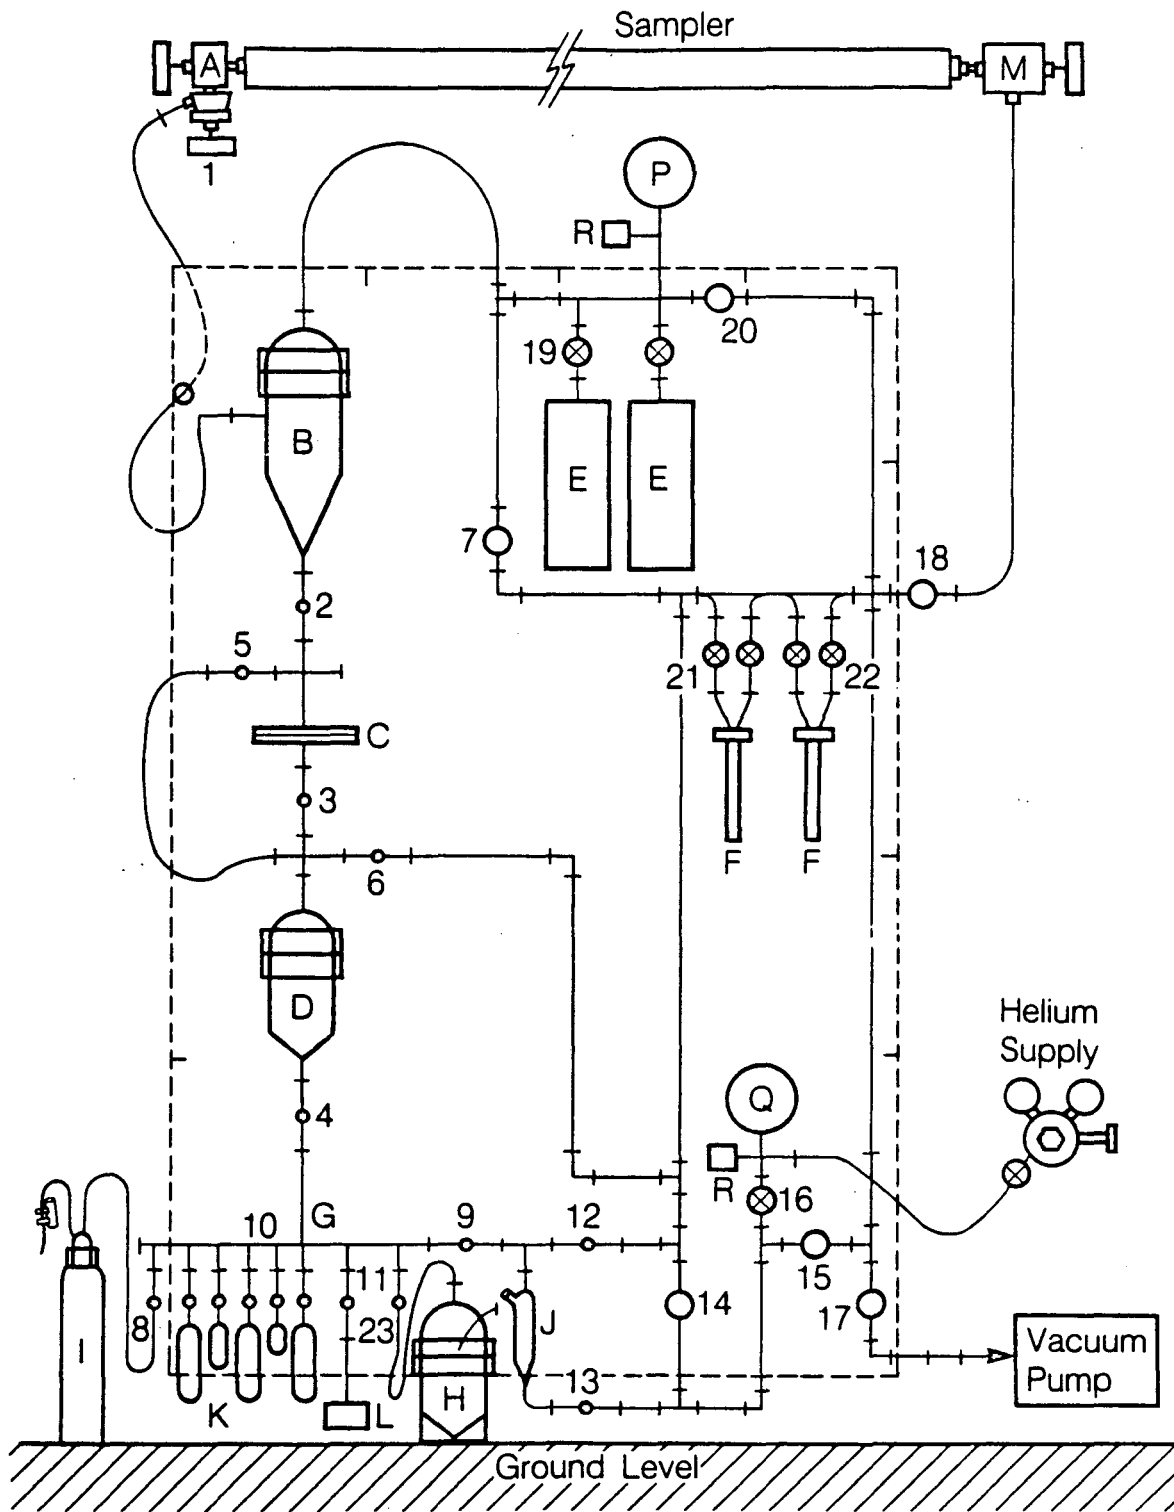 Sampler
A
M
1
P
R
20
19
B
E
E
7
18
2
5
21
22
C
3
F
F
6
D
Helium
Supply
4
Q
R
16
10
G
9
12
15
11
14
17
8
23
J
I
13
Vacuum
Pump
K
L
H
Ground Level